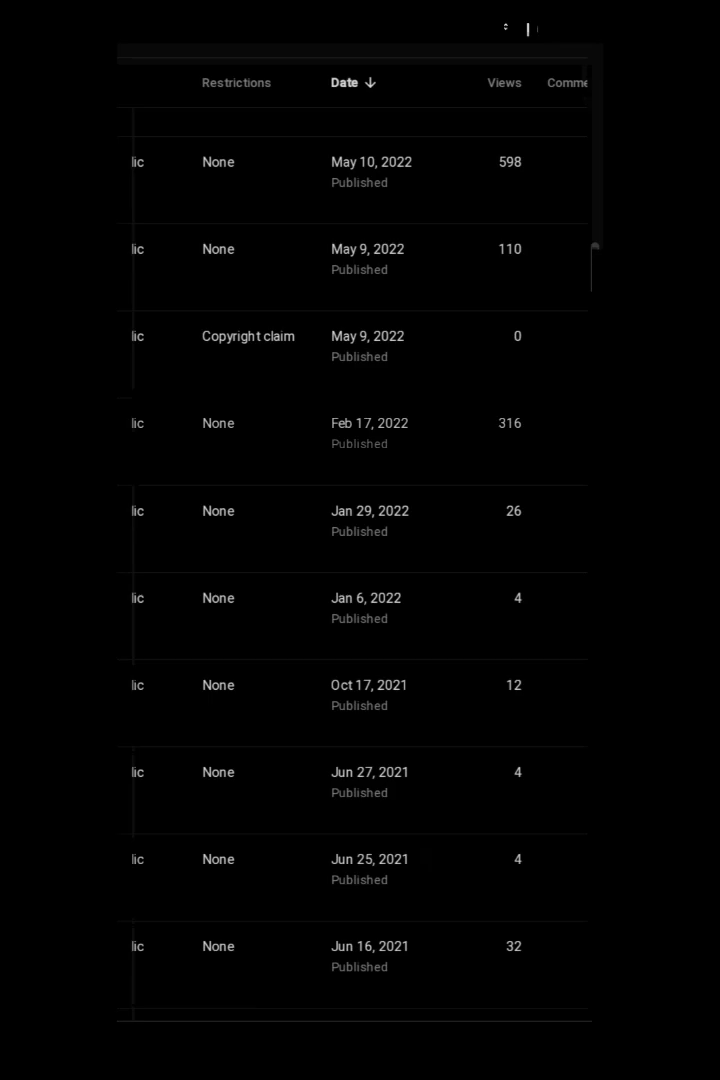 Restrictions Date ↓ Views Comme
lic None May 10, 2022 598
Published
lic None May 9, 2022 110
Published
lic Copyright claim May 9, 2022 0
Published
lic None Feb 17, 2022 316
Published
lic None Jan 29, 2022 26
Published
lic None Jan 6, 2022 4
Published
lic None Oct 17, 2021 12
Published
lic None Jun 27, 2021 4
Published
lic None Jun 25, 2021 4
Published
lic None Jun 16, 2021 32
Published